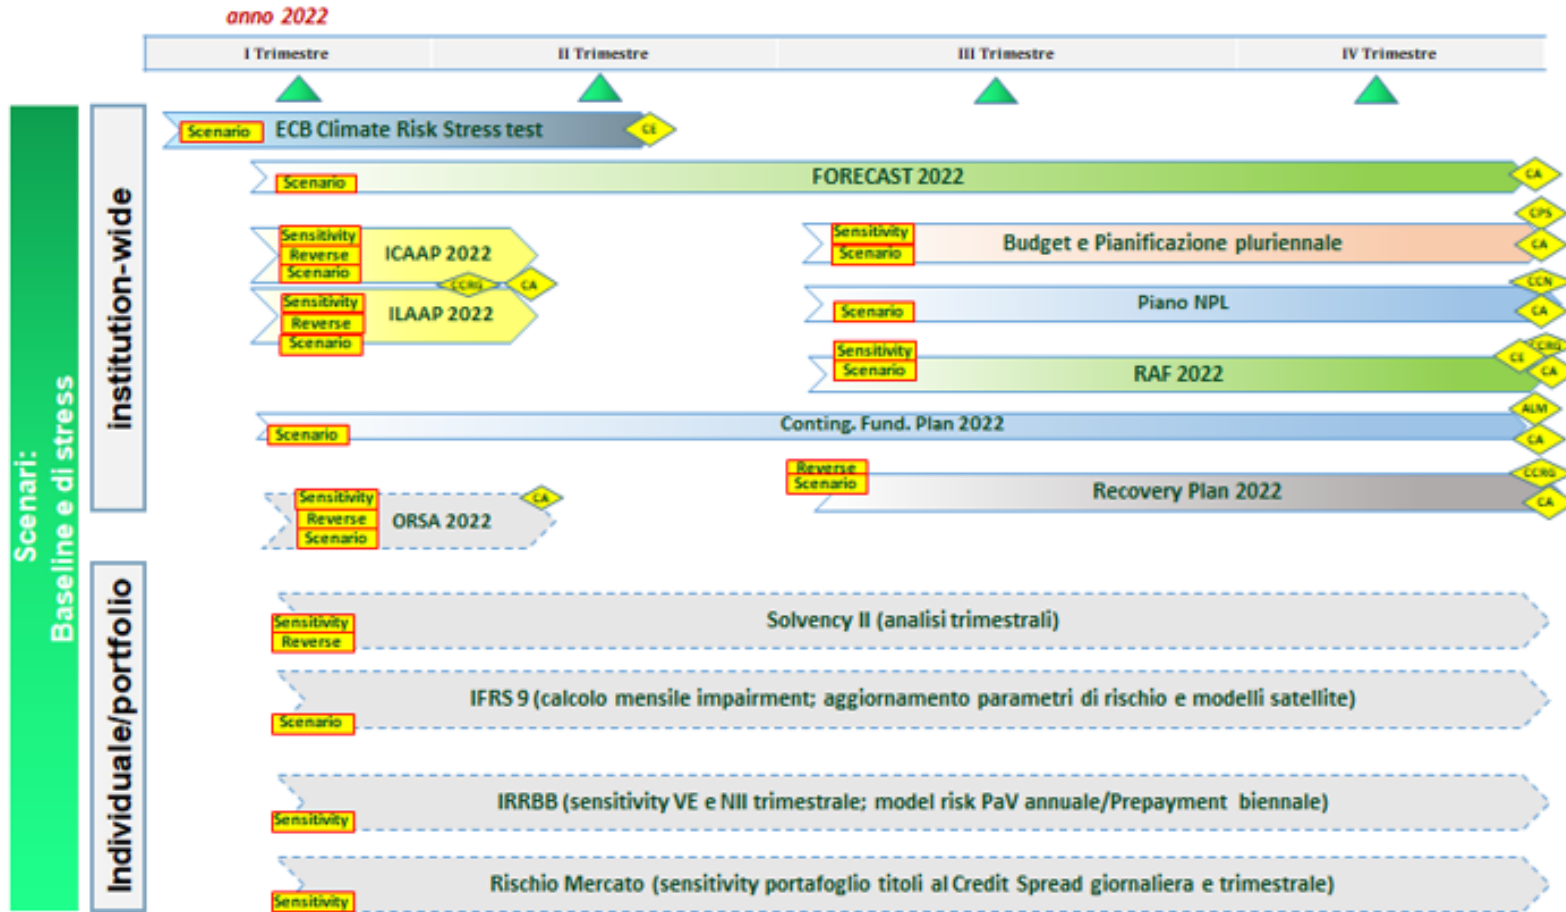 anno 2022
I Trimestre
II Trimestre
III Trimestre
IV Trimestre
Scenari:
Baseline e di stress
institution-wide
Scenario
ECB Climate Risk Stress test
CE
Scenario
FORECAST 2022
CA
Sensitivity
Reverse
Scenario
ICAAP 2022
CCRG
CA
Sensitivity
Reverse
Scenario
ILAAP 2022
Sensitivity
Scenario
Budget e Pianificazione pluriennale
CPS
CA
Scenario
Piano NPL
CCN
CA
Sensitivity
Scenario
RAF 2022
CE
CCRG
CA
Scenario
Conting. Fund. Plan 2022
ALM
CA
Reverse
Scenario
Recovery Plan 2022
CCRG
CA
Sensitivity
Reverse
Scenario
ORSA 2022
CA
Individuale/portfolio
Sensitivity
Reverse
Solvency II (analisi trimestrali)
Scenario
IFRS 9 (calcolo mensile impairment; aggiornamento parametri di rischio e modelli satellite)
Sensitivity
IRRBB (sensitivity VE e NII trimestrale; model risk PaV annuale/Prepayment biennale)
Sensitivity
Rischio Mercato (sensitivity portafoglio titoli al Credit Spread giornaliera e trimestrale)